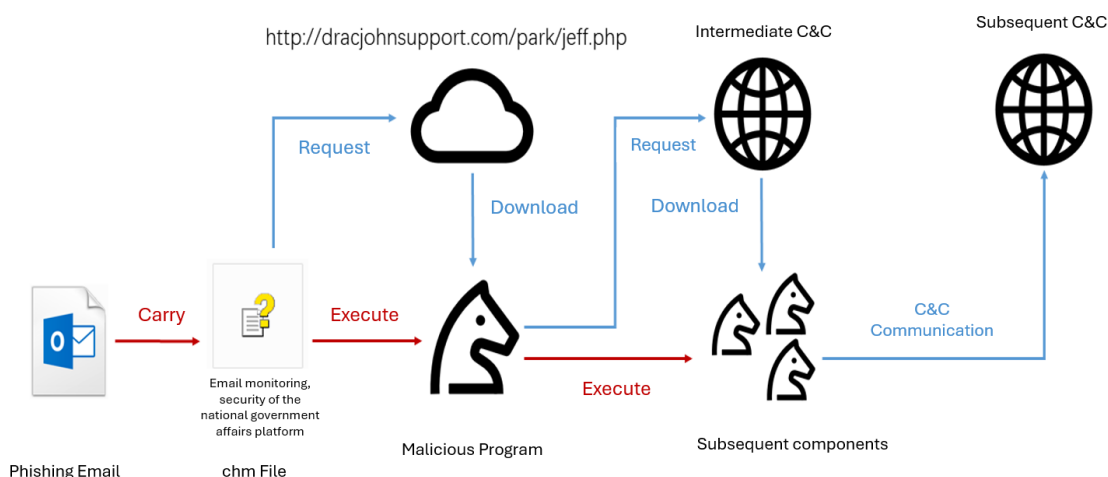 Subsequent C&C
Intermediate C&C
http://dracjohnsupport.com/park/jeff.php
Request
Request
Download
Download
Carry
Execute
C&C
Communication
O
Execute
Email monitoring,
security of the
national government
affairs platform
Malicious Program
Subsequent components
Phishing Email
chm File